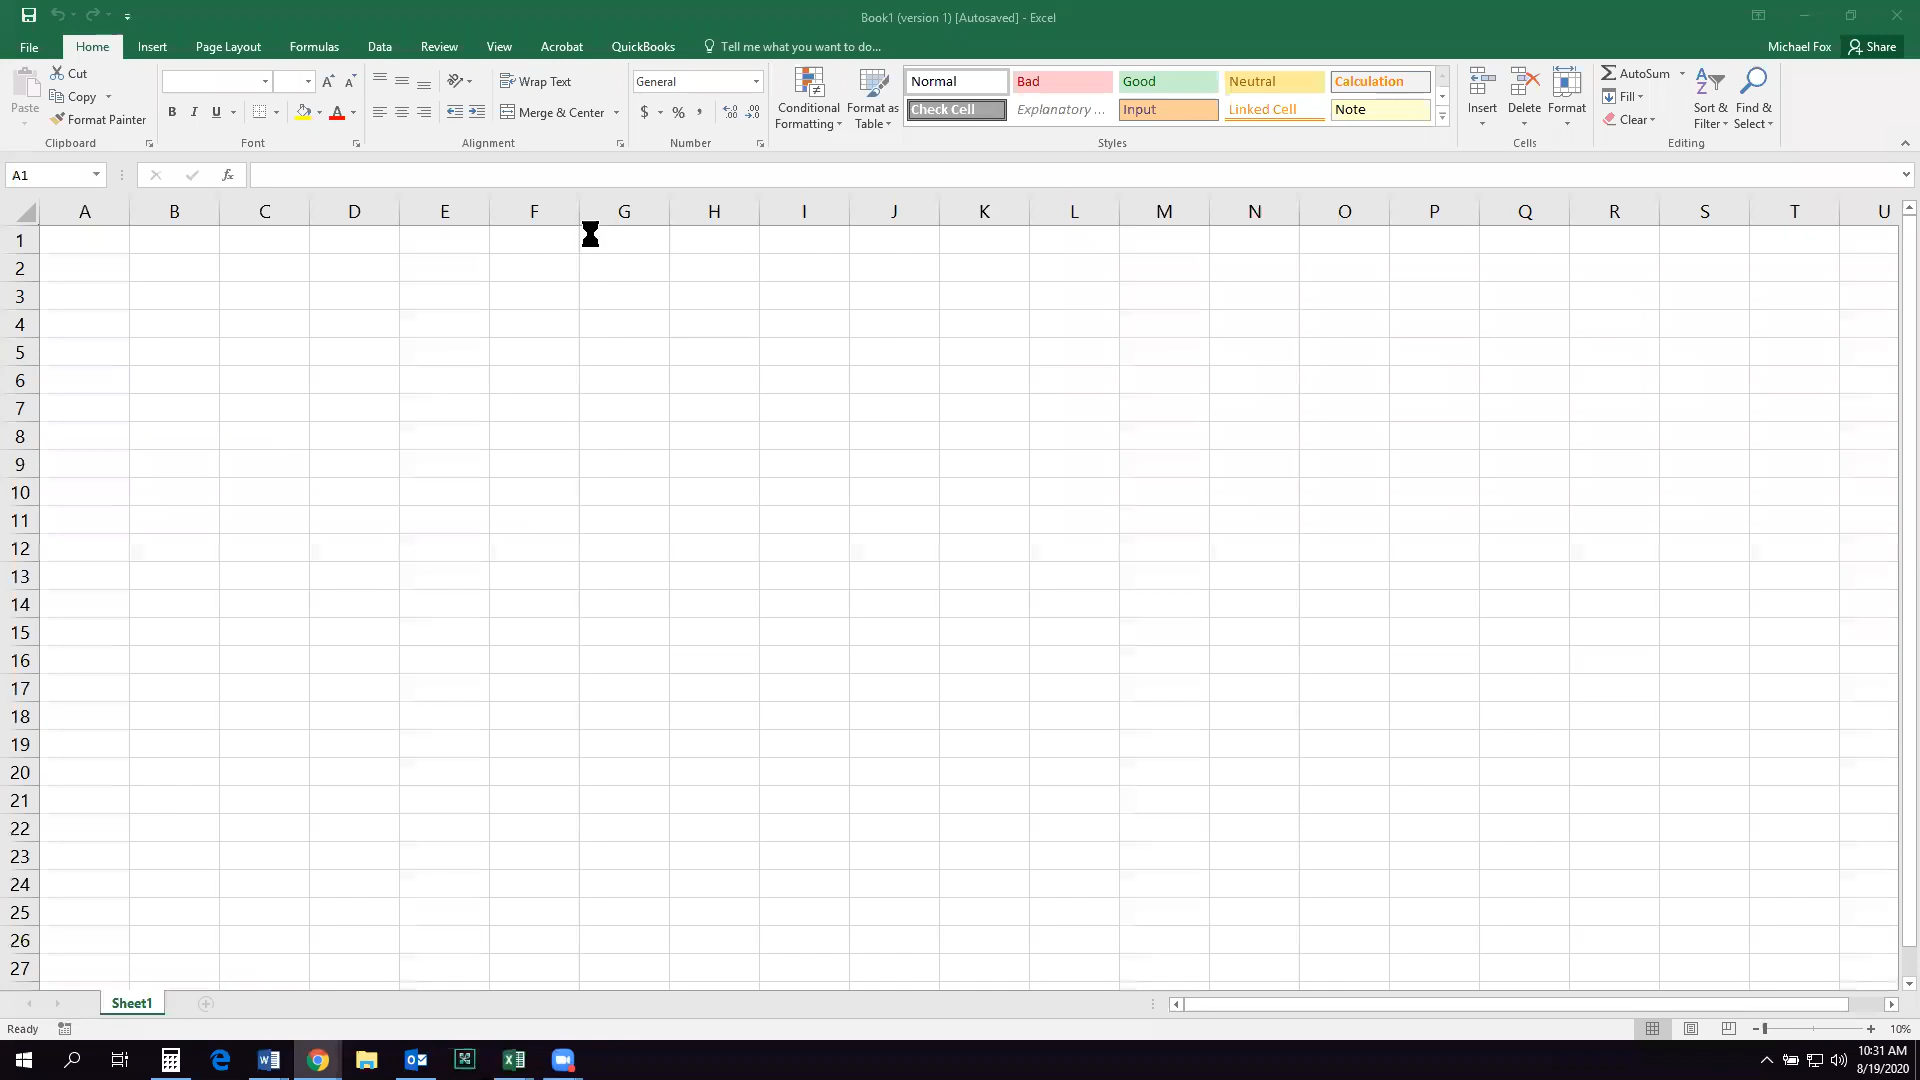 Book1 (version 1) [Autosaved] - Excel
File Home Insert Page Layout Formulas Data Review View Acrobat QuickBooks Tell me what you want to do... Michael Fox Share
Paste
Cut
Copy
Format Painter
Clipboard
B I U
Font
Wrap Text
Merge & Center
Alignment
General
$ % ,
Number
Conditional Formatting
Format as Table
Normal Bad Good Neutral Calculation
Check Cell Explanatory ... Input Linked Cell Note
Styles
Insert Delete Format
Cells
AutoSum
Fill
Clear
Sort & Filter
Find & Select
Editing
A1
fx
A B C D E F G H I J K L M N O P Q R S T U
1
2
3
4
5
6
7
8
9
10
11
12
13
14
15
16
17
18
19
20
21
22
23
24
25
26
27
Sheet1
Ready
10%
10:31 AM
8/19/2020